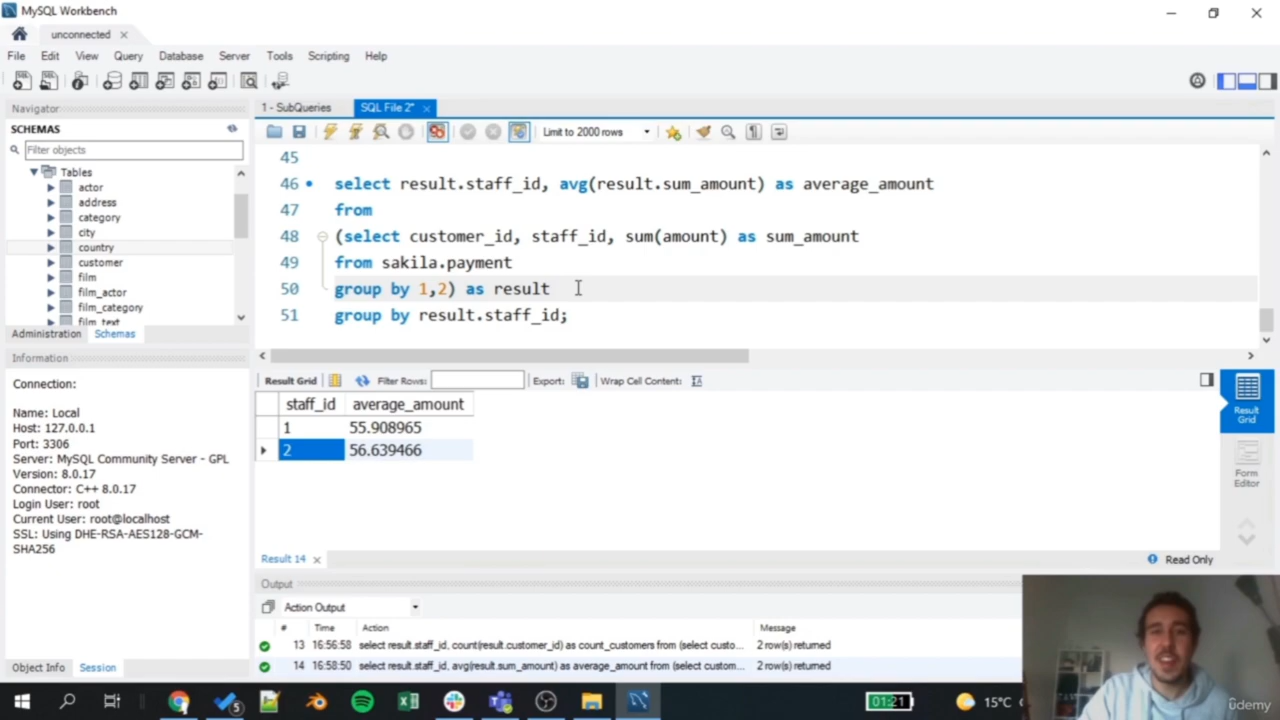 MySQL Workbench
unconnected
File Edit View Query Database Server Tools Scripting Help
Navigator
SCHEMAS
Filter objects
Tables
actor
address
category
city
country
customer
film
film_actor
film_category
film_text
Administration Schemas
Information
Connection:
Name: Local
Host: 127.0.0.1
Port: 3306
Server: MySQL Community Server - GPL
Version: 8.0.17
Connector: C++ 8.0.17
Login User: root
Current User: root@localhost
SSL: Using DHE-RSA-AES128-GCM-
SHA256
Object Info Session
1 - SubQueries SQL File 2*
Limit to 2000 rows
45
46 select result.staff_id, avg(result.sum_amount) as average_amount
47 from
48 (select customer_id, staff_id, sum(amount) as sum_amount
49 from sakila.payment
50 group by 1,2) as result
51 group by result.staff_id;
Result Grid Filter Rows: Export: Wrap Cell Content:
staff_id average_amount
1 55.908965
2 56.639466
Result Grid
Form Editor
Result 14 Read Only
Output
Action Output
# Time Action Message
13 16:56:58 select result.staff_id, count(result.customer_id) as count_customers from (select custo... 2 row(s) returned
14 16:58:50 select result.staff_id, avg(result.sum_amount) as average_amount from (select custom... 2 row(s) returned
5
01:21
15°C
ûdemy